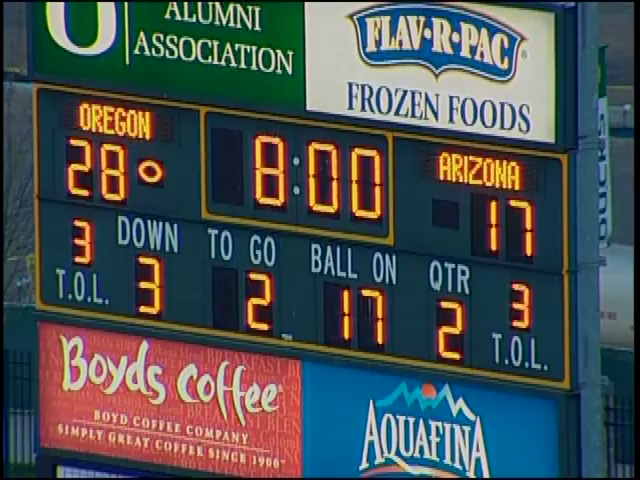 O
ALUMNI
ASSOCIATION
FLAV·R·PAC®
FROZEN FOODS
OREGON
28
8:00
ARIZONA
17
3
T.O.L.
DOWN
3
TO GO
2
BALL ON
17
QTR
2
3
T.O.L.
Boyds Coffee
BOYD COFFEE COMPANY
SIMPLY GREAT COFFEE SINCE 1900
AQUAFINA